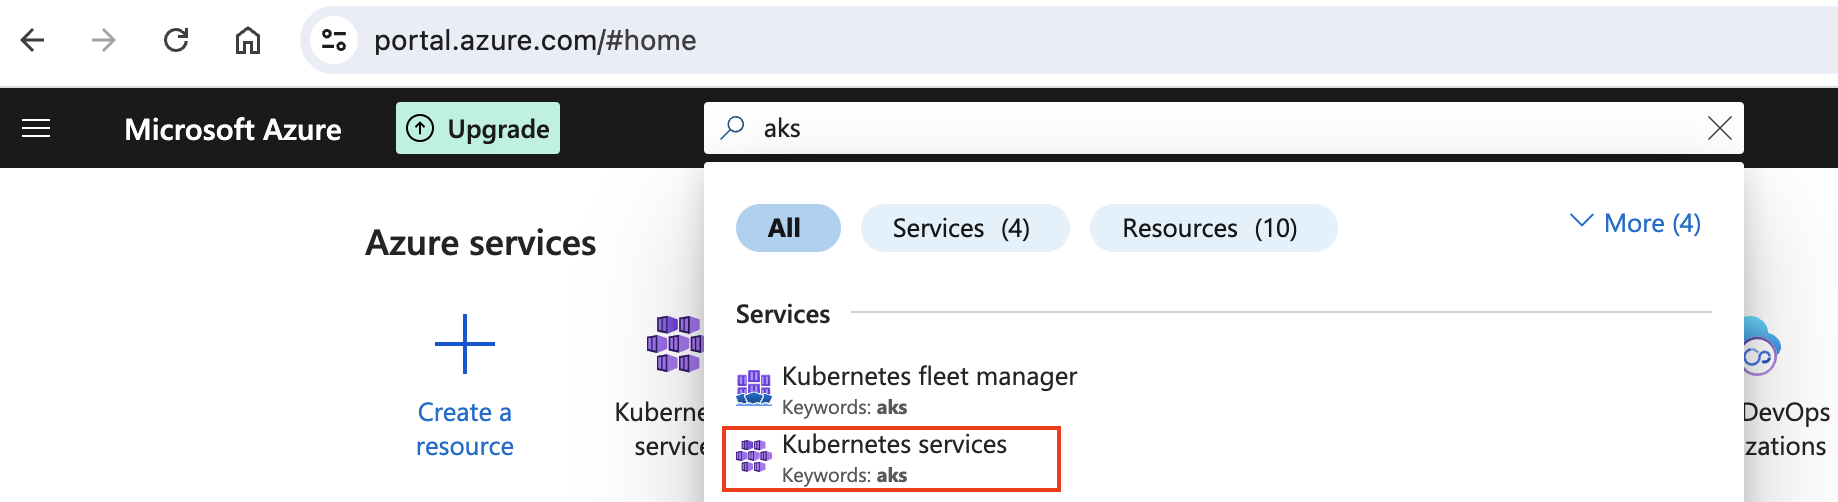 portal.azure.com/#home
Microsoft Azure
Upgrade
aks
All
Services (4)
Resources (10)
More (4)
Azure services
Services
Create a
resource
Kuberne
service
Kubernetes fleet manager
Keywords: aks
Kubernetes services
Keywords: aks
DevOps
zations